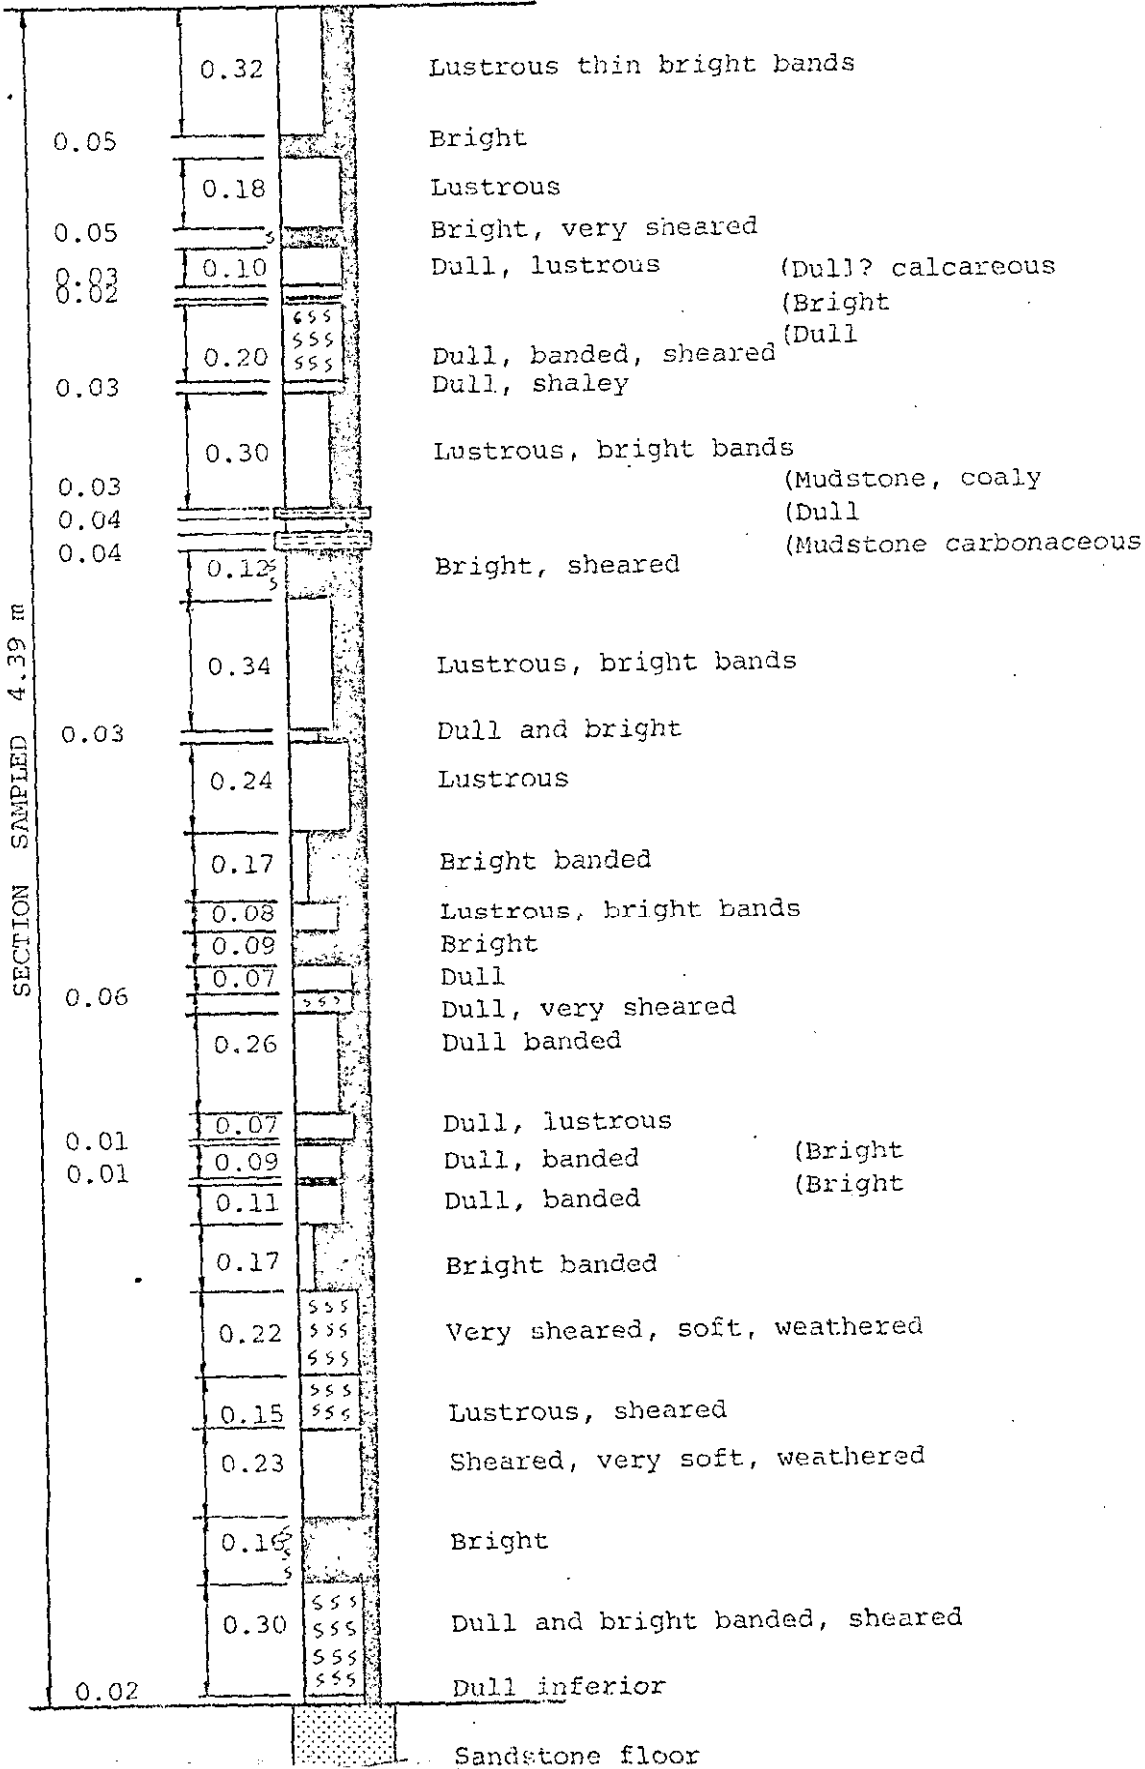 0.32 Lustrous thin bright bands
0.05 Bright
0.18 Lustrous
0.05 Bright, very sheared
0.10 Dull, lustrous (Dull? calcareous
0.03
0.02 (Bright
(Dull
0.20 Dull, banded, sheared
0.03 Dull, shaley
0.30 Lustrous, bright bands
0.03 (Mudstone, coaly
0.04 (Dull
0.04 (Mudstone carbonaceous
0.12 Bright, sheared
0.34 Lustrous, bright bands
0.03 Dull and bright
0.24 Lustrous
0.17 Bright banded
0.08 Lustrous, bright bands
0.09 Bright
0.07 Dull
0.06 Dull, very sheared
0.26 Dull banded
0.07 Dull, lustrous
0.01 (Bright
0.09 Dull, banded
0.01 (Bright
0.11 Dull, banded
0.17 Bright banded
0.22 Very sheared, soft, weathered
0.15 Lustrous, sheared
0.23 Sheared, very soft, weathered
0.16 Bright
0.30 Dull and bright banded, sheared
0.02 Dull inferior
Sandstone floor
SECTION SAMPLED 4.39 m